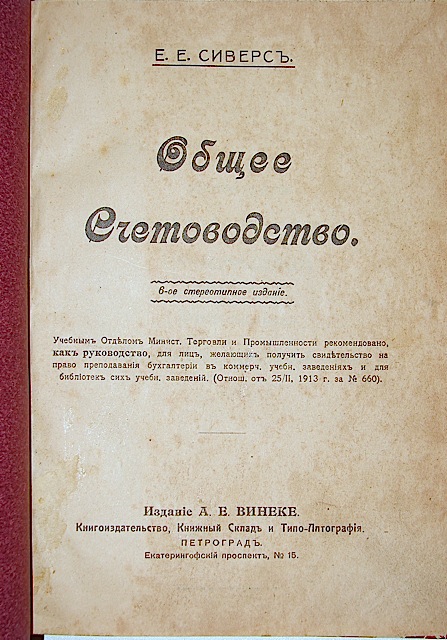 Е. Е. СИВЕРСЪ.
Общее
Счетоводство.
6-ое стереотипное изданіе.
Учебнымъ Отдѣломъ Минист. Торговли и Промышленности рекомендовано,
какъ руководство, для лицъ, желающихъ получить свидѣтельство на
право преподаванія бухгалтеріи въ коммерч. учебн. заведеніяхъ и для
библіотек сихъ учебн. заведеній. (Отнош. отъ 25/II, 1913 г. за № 660).
Изданіе А. Е. ВИНЕКЕ.
Книгоиздательство, Книжный Складъ и Типо-Литографія.
ПЕТРОГРАДЪ.
Екатерингофскій проспектъ, № 15.